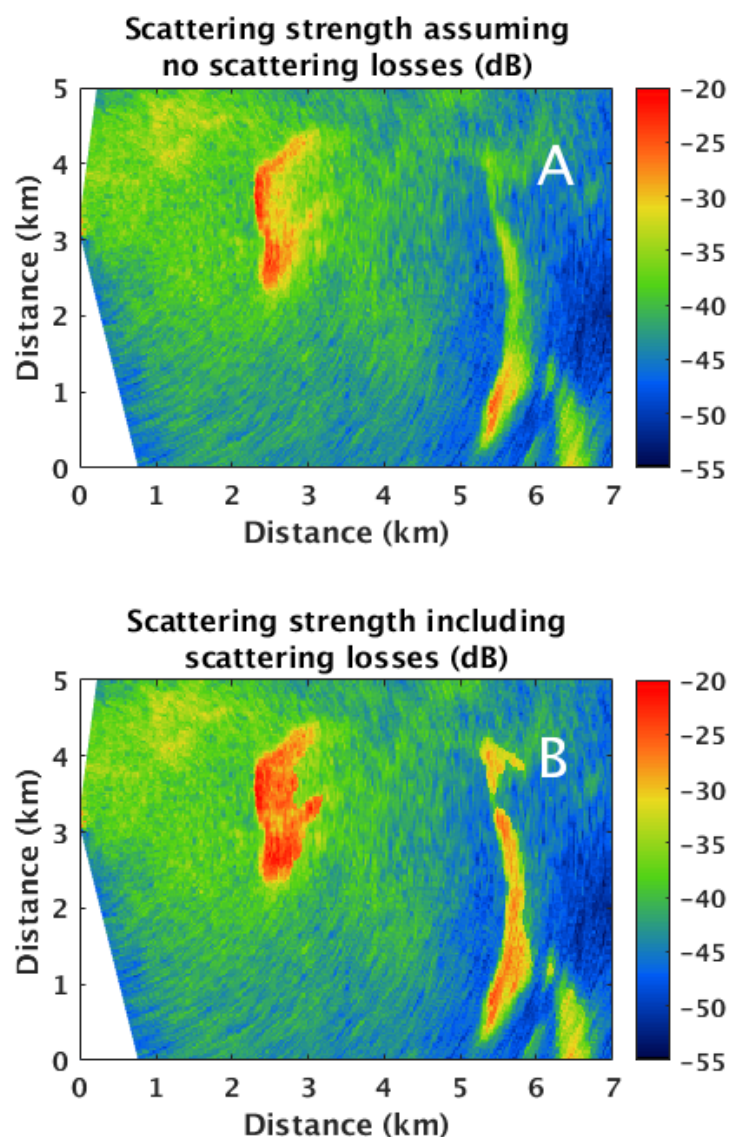 Scattering strength assuming
no scattering losses (dB)
5
4
3
2
1
0
Distance (km)
A
0 1 2 3 4 5 6 7
Distance (km)
−20
−25
−30
−35
−40
−45
−50
−55
Scattering strength including
scattering losses (dB)
5
4
3
2
1
0
Distance (km)
B
0 1 2 3 4 5 6 7
Distance (km)
−20
−25
−30
−35
−40
−45
−50
−55